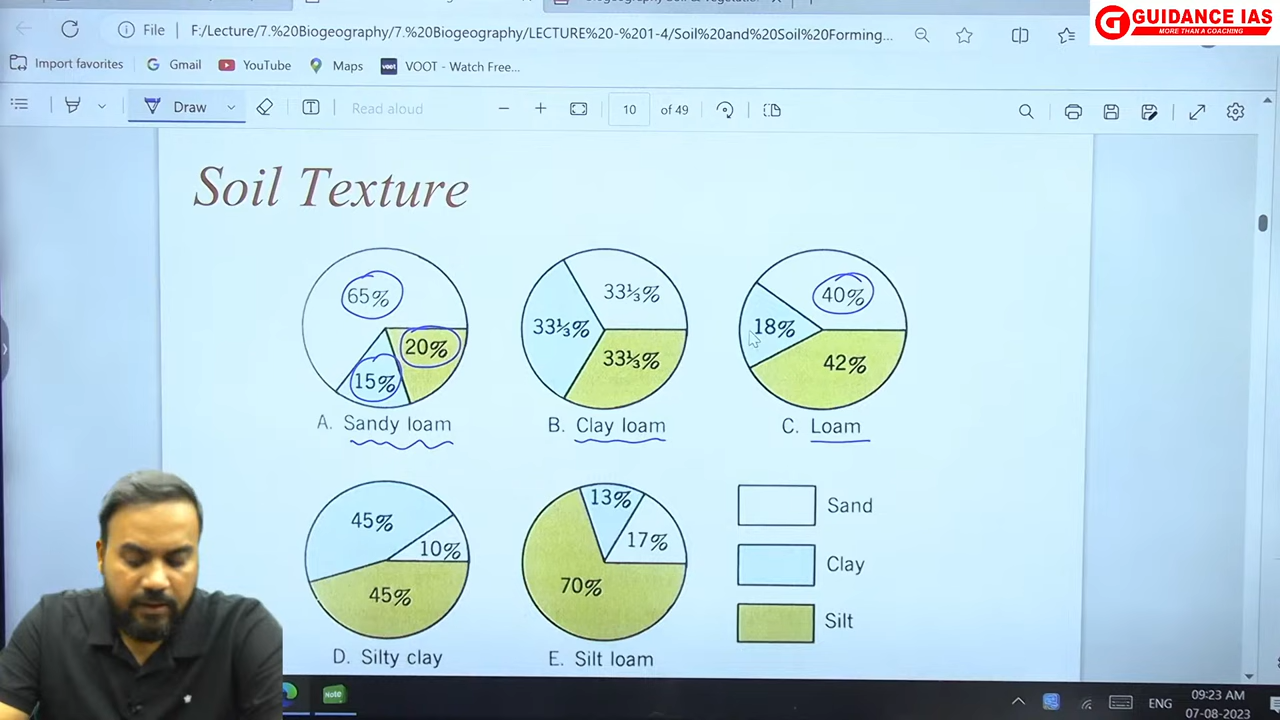 GUIDANCE IAS
MORE THAN A COACHING
File F:/Lecture/7.%20Biogeography/7.%20Biogeography/LECTURE%20-%201-4/Soil%20and%20Soil%20Forming...
Import favorites Gmail YouTube Maps voot VOOT - Watch Free...
Draw T Read aloud 10 of 49
Soil Texture
65% 20% 15%
33⅓% 33⅓% 33⅓%
40% 18% 42%
A. Sandy loam B. Clay loam C. Loam
45% 10% 45%
13% 17% 70%
Sand
Clay
Silt
D. Silty clay E. Silt loam
Note ENG 09:23 AM
07-08-2023